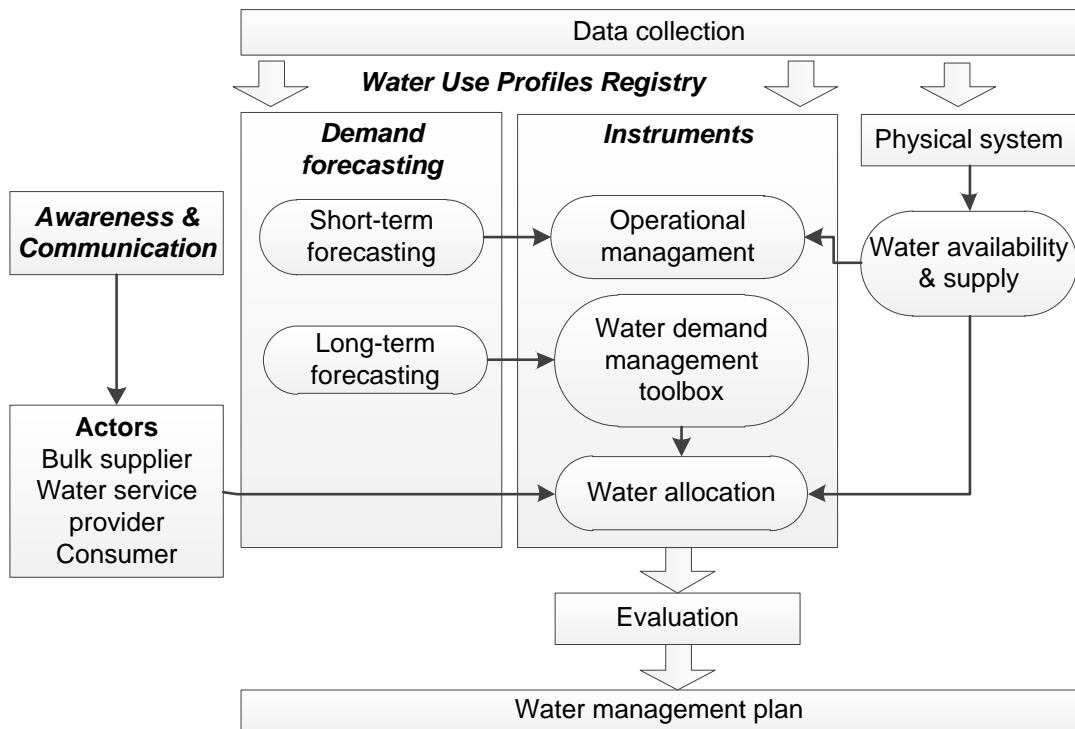 Data collection
Water Use Profiles Registry
Demand
forecasting
Instruments
Physical system
Awareness &
Communication
Short-term
forecasting
Operational
managament
Water availability
& supply
Long-term
forecasting
Water demand
management
toolbox
Actors
Bulk supplier
Water service
provider
Consumer
Water allocation
Evaluation
Water management plan